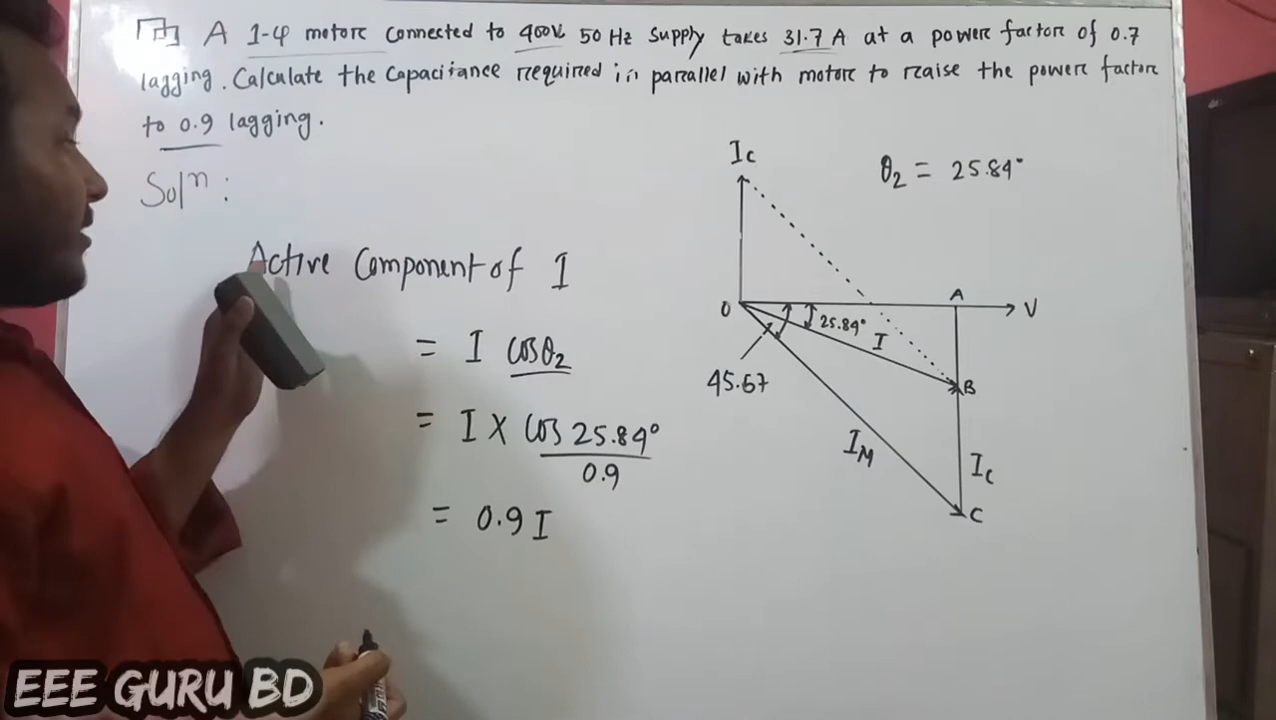 A 1-φ motor connected to 400V 50 Hz supply takes 31.7 A at a power factor of 0.7
lagging. Calculate the capacitance required in parallel with motor to raise the power factor
to 0.9 lagging.
Solⁿ:
Active Component of I
= I cosθ₂
= I X cos 25.84°
0.9
= 0.9 I
θ₂ = 25.84°
Ic
O
A
V
25.84°
I
B
45.67
I_M
Ic
C
EEE GURU BD